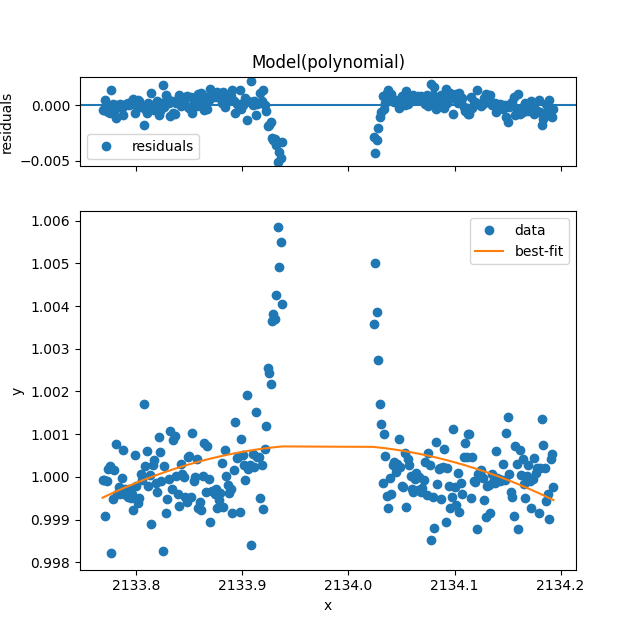 Model(polynomial)
residuals
0.000
−0.005
residuals
1.006
1.005
1.004
1.003
1.002
1.001
1.000
0.999
0.998
y
data
best-fit
2133.8 2133.9 2134.0 2134.1 2134.2
x